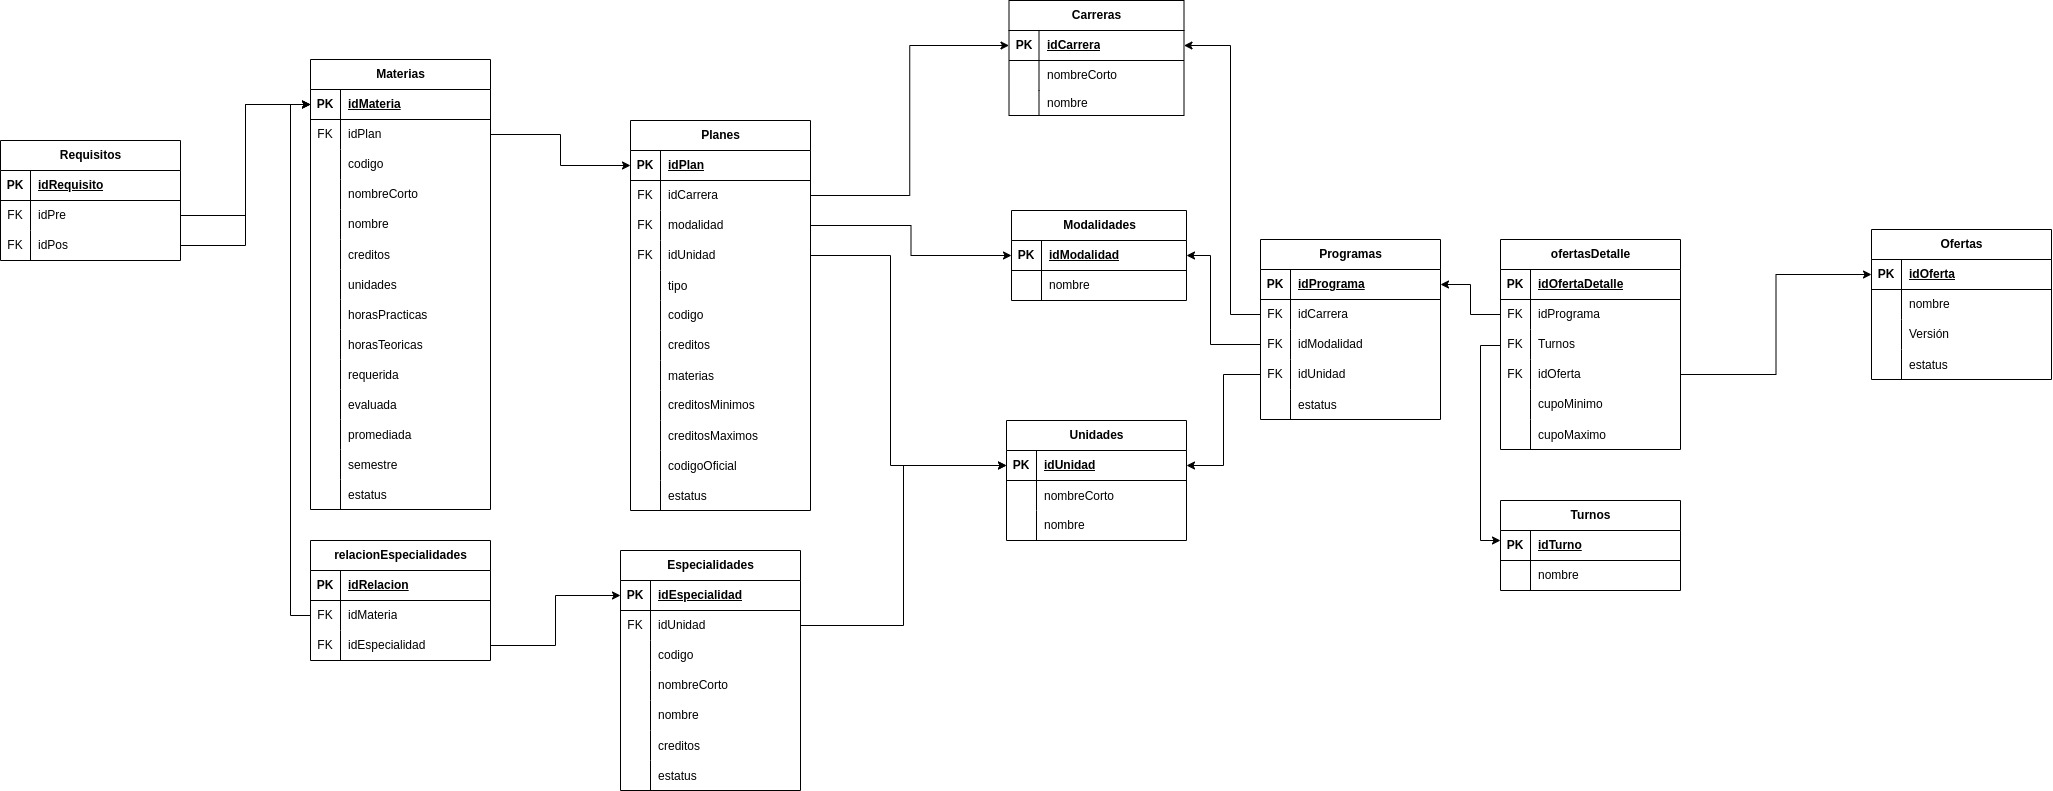 Requisitos
PK idRequisito
FK idPre
FK idPos
Materias
PK idMateria
FK idPlan
codigo
nombreCorto
nombre
creditos
unidades
horasPracticas
horasTeoricas
requerida
evaluada
promediada
semestre
estatus
relacionEspecialidades
PK idRelacion
FK idMateria
FK idEspecialidad
Planes
PK idPlan
FK idCarrera
FK modalidad
FK idUnidad
tipo
codigo
creditos
materias
creditosMinimos
creditosMaximos
codigoOficial
estatus
Especialidades
PK idEspecialidad
FK idUnidad
codigo
nombreCorto
nombre
creditos
estatus
Carreras
PK idCarrera
nombreCorto
nombre
Modalidades
PK idModalidad
nombre
Unidades
PK idUnidad
nombreCorto
nombre
Programas
PK idPrograma
FK idCarrera
FK idModalidad
FK idUnidad
estatus
ofertasDetalle
PK idOfertaDetalle
FK idPrograma
FK Turnos
FK idOferta
cupoMinimo
cupoMaximo
Turnos
PK idTurno
nombre
Ofertas
PK idOferta
nombre
Versión
estatus